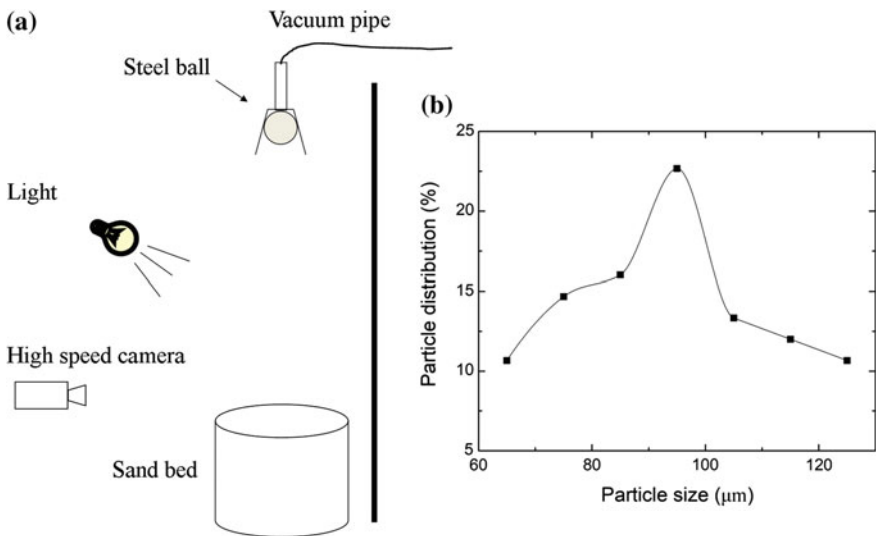 (a)
Vacuum pipe
Steel ball
Light
High speed camera
Sand bed
(b)
25
20
15
10
5
60
80
100
120
Particle distribution (%)
Particle size (μm)